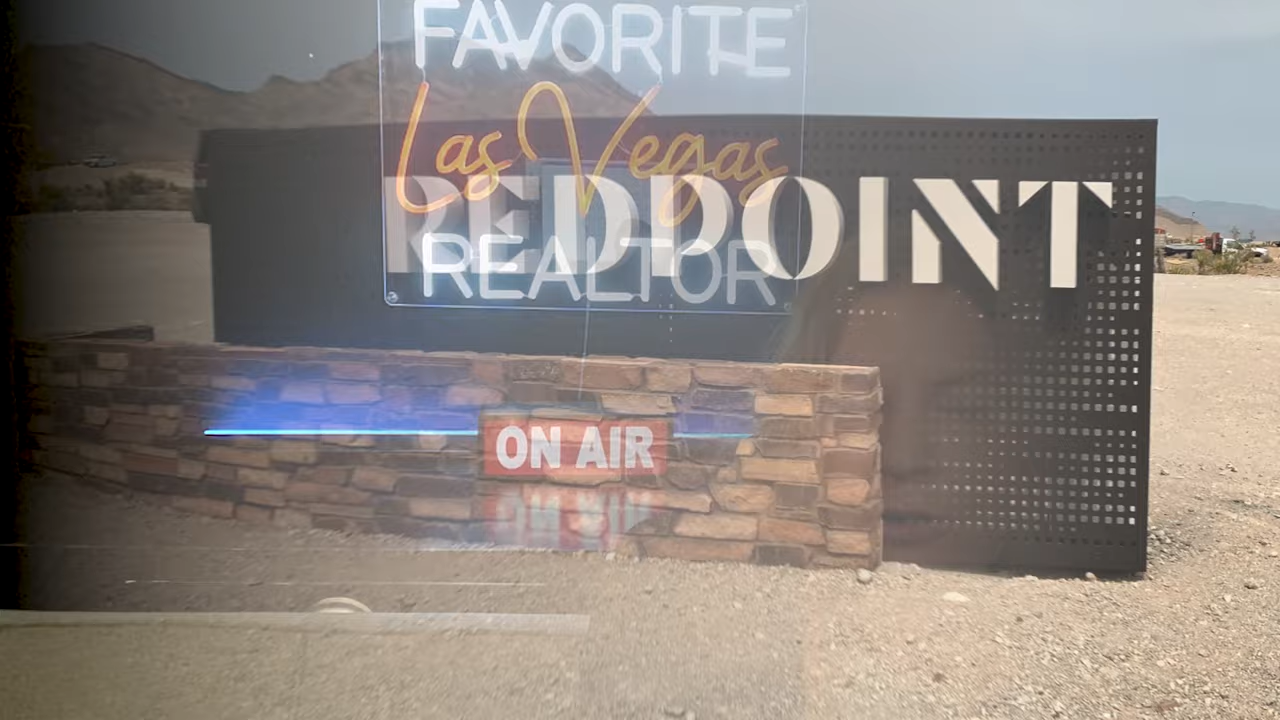 FAVORITE
Las Vegas
REDPOINT
REALTOR
ON AIR